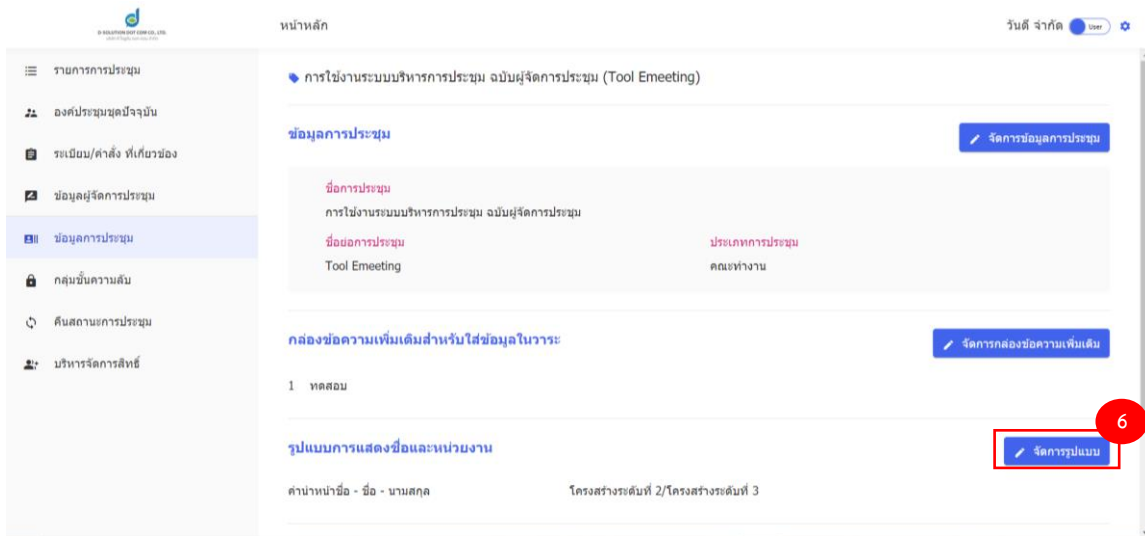 D SOLUTION DOT COM CO., LTD.
หน้าหลัก
วันดี จำกัด
User
รายการการประชุม
องค์ประชุมชุดปัจจุบัน
ระเบียบ/คำสั่ง ที่เกี่ยวข้อง
ข้อมูลผู้จัดการประชุม
ข้อมูลการประชุม
กลุ่มชั้นความลับ
คืนสถานะการประชุม
บริหารจัดการสิทธิ์
การใช้งานระบบบริหารการประชุม ฉบับผู้จัดการประชุม (Tool Emeeting)
ข้อมูลการประชุม
จัดการข้อมูลการประชุม
ชื่อการประชุม
การใช้งานระบบบริหารการประชุม ฉบับผู้จัดการประชุม
ชื่อย่อการประชุม
ประเภทการประชุม
Tool Emeeting
คณะทำงาน
กล่องข้อความเพิ่มเติมสำหรับใส่ข้อมูลในวาระ
จัดการกล่องข้อความเพิ่มเติม
1 ทดสอบ
6
รูปแบบการแสดงชื่อและหน่วยงาน
จัดการรูปแบบ
คำนำหน้าชื่อ - ชื่อ - นามสกุล
โครงสร้างระดับที่ 2/โครงสร้างระดับที่ 3